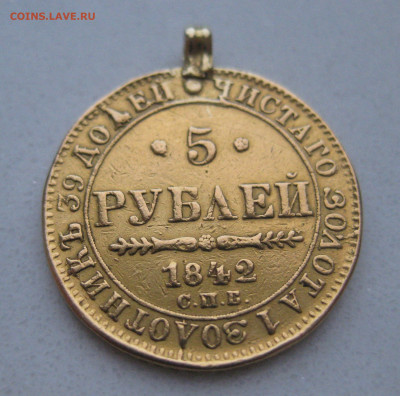 COINS.LAVE.RU
ЧИСТАГО ЗОЛОТА 1 ЗОЛОТНИКЪ 39 ДОЛЕЙ
5
РУБЛЕЙ
1842
С.П.Б.